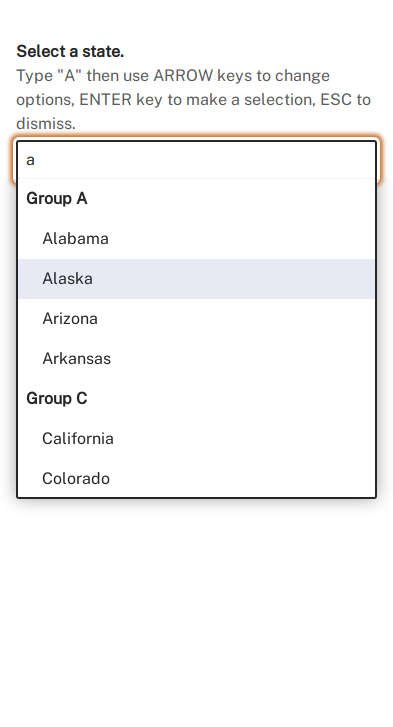 Select a state.
Type "A" then use ARROW keys to change
options, ENTER key to make a selection, ESC to
dismiss.
a
Group A
Alabama
Alaska
Arizona
Arkansas
Group C
California
Colorado